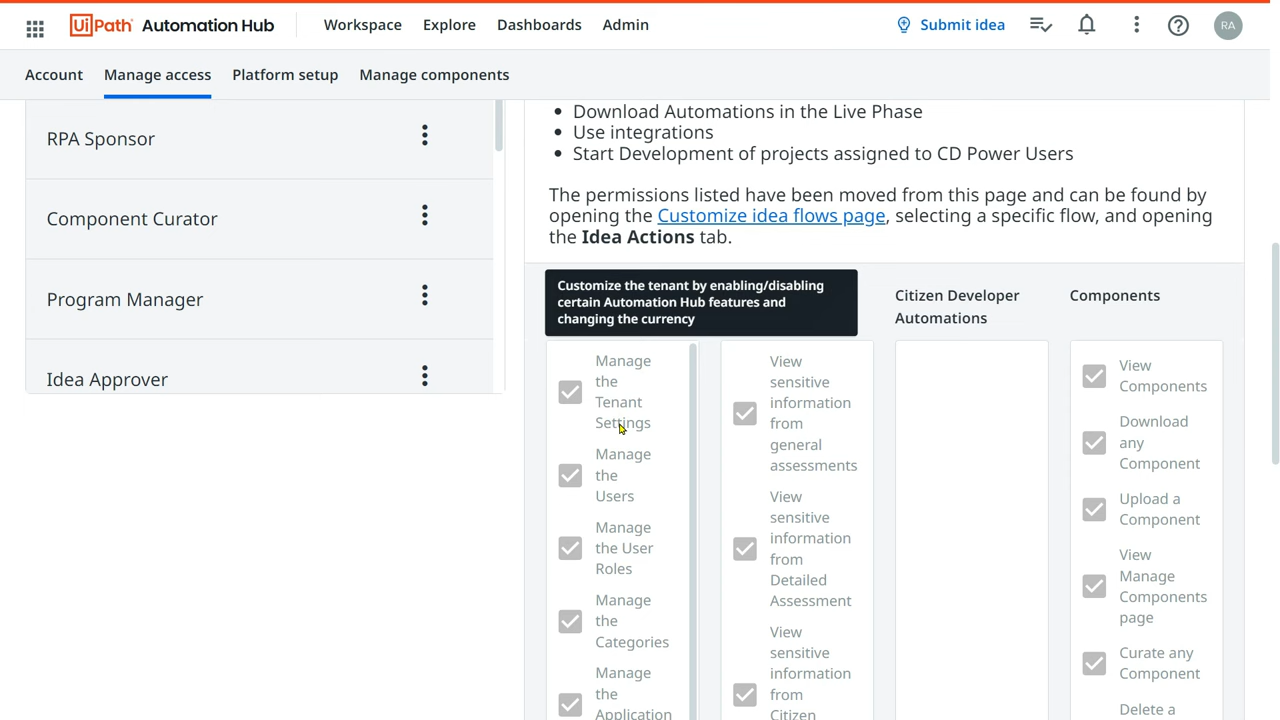 UiPath Automation Hub
Workspace
Explore
Dashboards
Admin
Submit idea
RA
Account
Manage access
Platform setup
Manage components
RPA Sponsor
Component Curator
Program Manager
Idea Approver
• Download Automations in the Live Phase
• Use integrations
• Start Development of projects assigned to CD Power Users
The permissions listed have been moved from this page and can be found by
opening the Customize idea flows page, selecting a specific flow, and opening
the Idea Actions tab.
Customize the tenant by enabling/disabling
certain Automation Hub features and
changing the currency
Citizen Developer
Automations
Components
Manage
the
Tenant
Settings
Manage
the
Users
Manage
the User
Roles
Manage
the
Categories
Manage
the
Application
View
sensitive
information
from
general
assessments
View
sensitive
information
from
Detailed
Assessment
View
sensitive
information
from
Citizen
View
Components
Download
any
Component
Upload a
Component
View
Manage
Components
page
Curate any
Component
Delete a